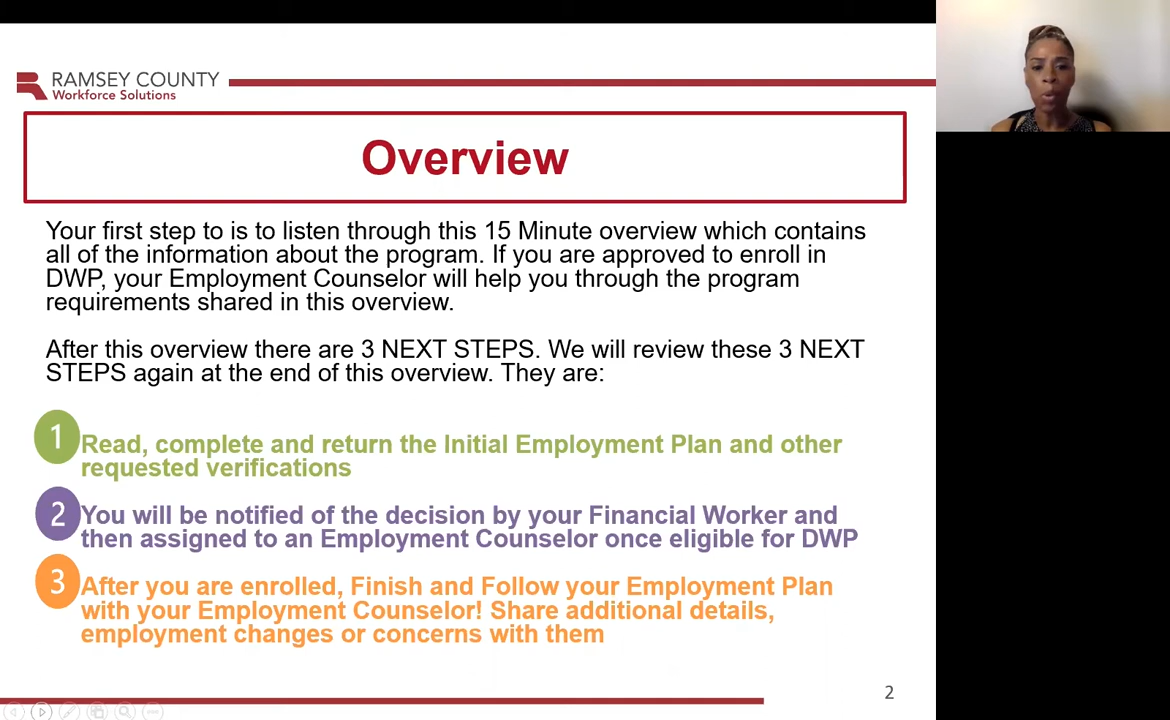 RAMSEY COUNTY
Workforce Solutions
Overview
Your first step to is to listen through this 15 Minute overview which contains
all of the information about the program. If you are approved to enroll in
DWP, your Employment Counselor will help you through the program
requirements shared in this overview.
After this overview there are 3 NEXT STEPS. We will review these 3 NEXT
STEPS again at the end of this overview. They are:
1 Read, complete and return the Initial Employment Plan and other
requested verifications
2 You will be notified of the decision by your Financial Worker and
then assigned to an Employment Counselor once eligible for DWP
3 After you are enrolled, Finish and Follow your Employment Plan
with your Employment Counselor! Share additional details,
employment changes or concerns with them
2